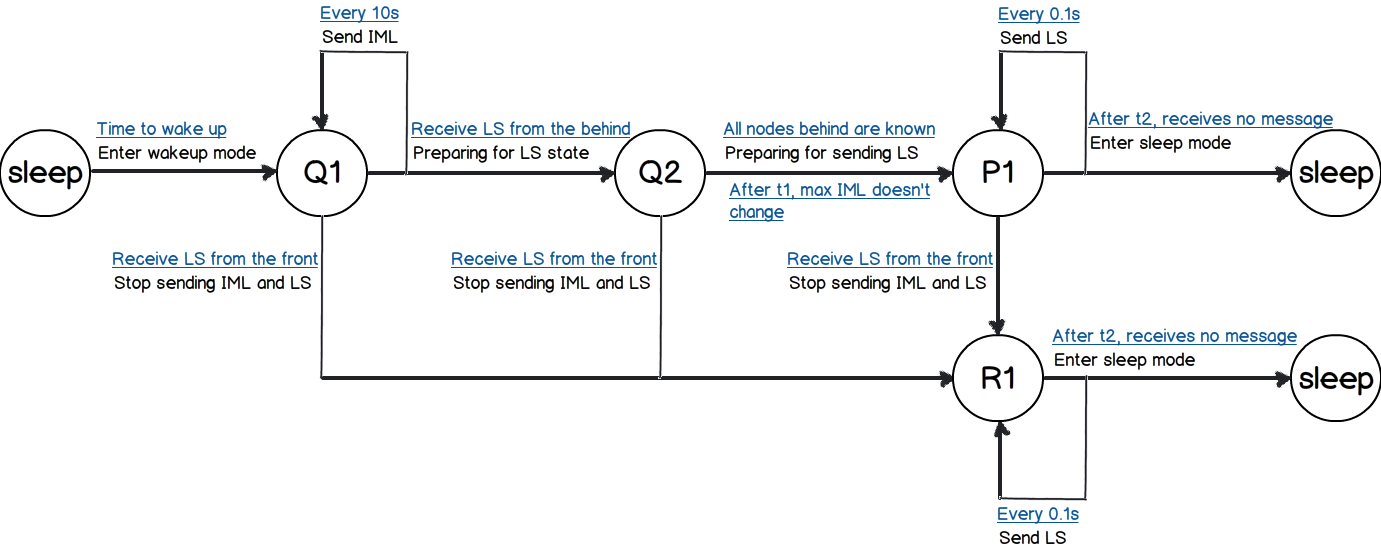 Every 10s
Send IML
Every 0.1s
Send LS
Time to wake up
Enter wakeup mode
Receive LS from the behind
Preparing for LS state
All nodes behind are known
Preparing for sending LS
After t1, max IML doesn't
change
After t2, receives no message
Enter sleep mode
sleep
Q1
Q2
P1
sleep
Receive LS from the front
Stop sending IML and LS
Receive LS from the front
Stop sending IML and LS
Receive LS from the front
Stop sending IML and LS
After t2, receives no message
Enter sleep mode
R1
sleep
Every 0.1s
Send LS